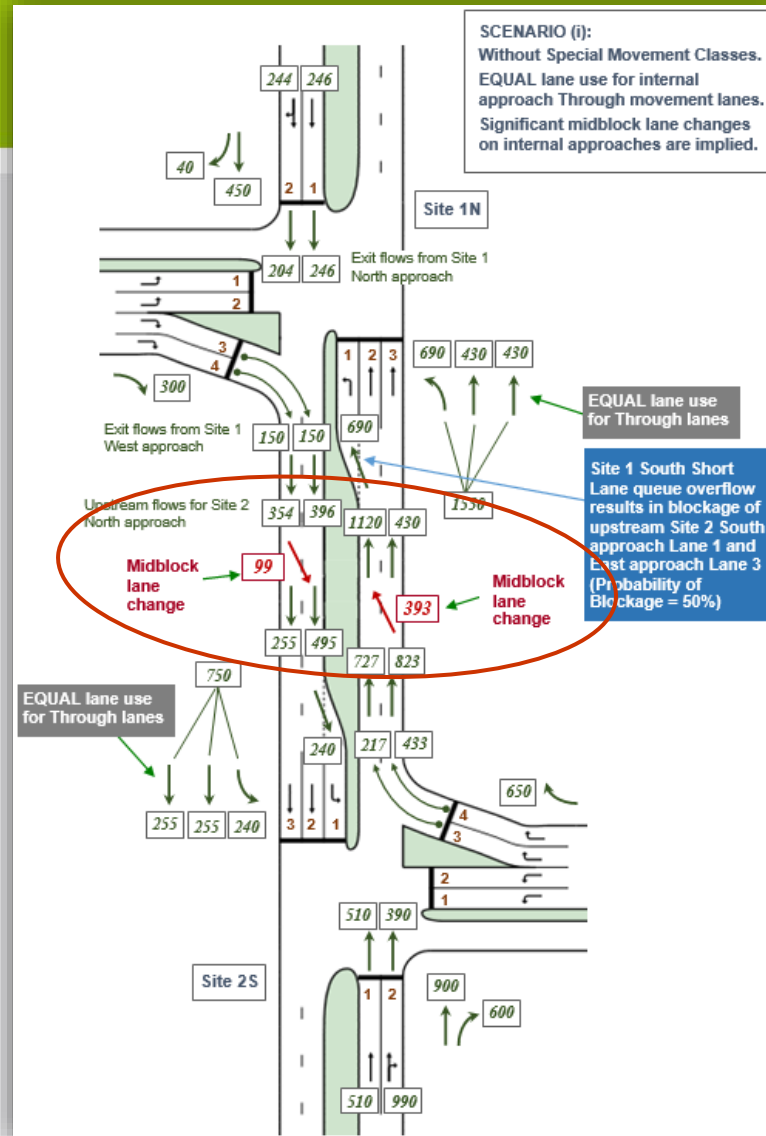 SCENARIO (i):
Without Special Movement Classes.
EQUAL lane use for internal
approach Through movement lanes.
Significant midblock lane changes
on internal approaches are implied.
244 246
40
450
2 1
Site 1N
204 246
Exit flows from Site 1
North approach
1
2
3
4
300
1 2 3
690 430 430
EQUAL lane use
for Through lanes
Exit flows from Site 1
West approach
150 150
690
1550
Site 1 South Short
Lane queue overflow
results in blockage of
upstream Site 2 South
approach Lane 1 and
East approach Lane 3
(Probability of
Blockage = 50%)
Upstream flows for Site 2
North approach
354 396
1120 430
99
Midblock
lane
change
393
Midblock
lane
change
255 495
727 823
750
EQUAL lane use
for Through lanes
240
217 433
650
255 255 240
3 2 1
4
3
2
1
510 390
Site 2S
1 2
900
600
510 990